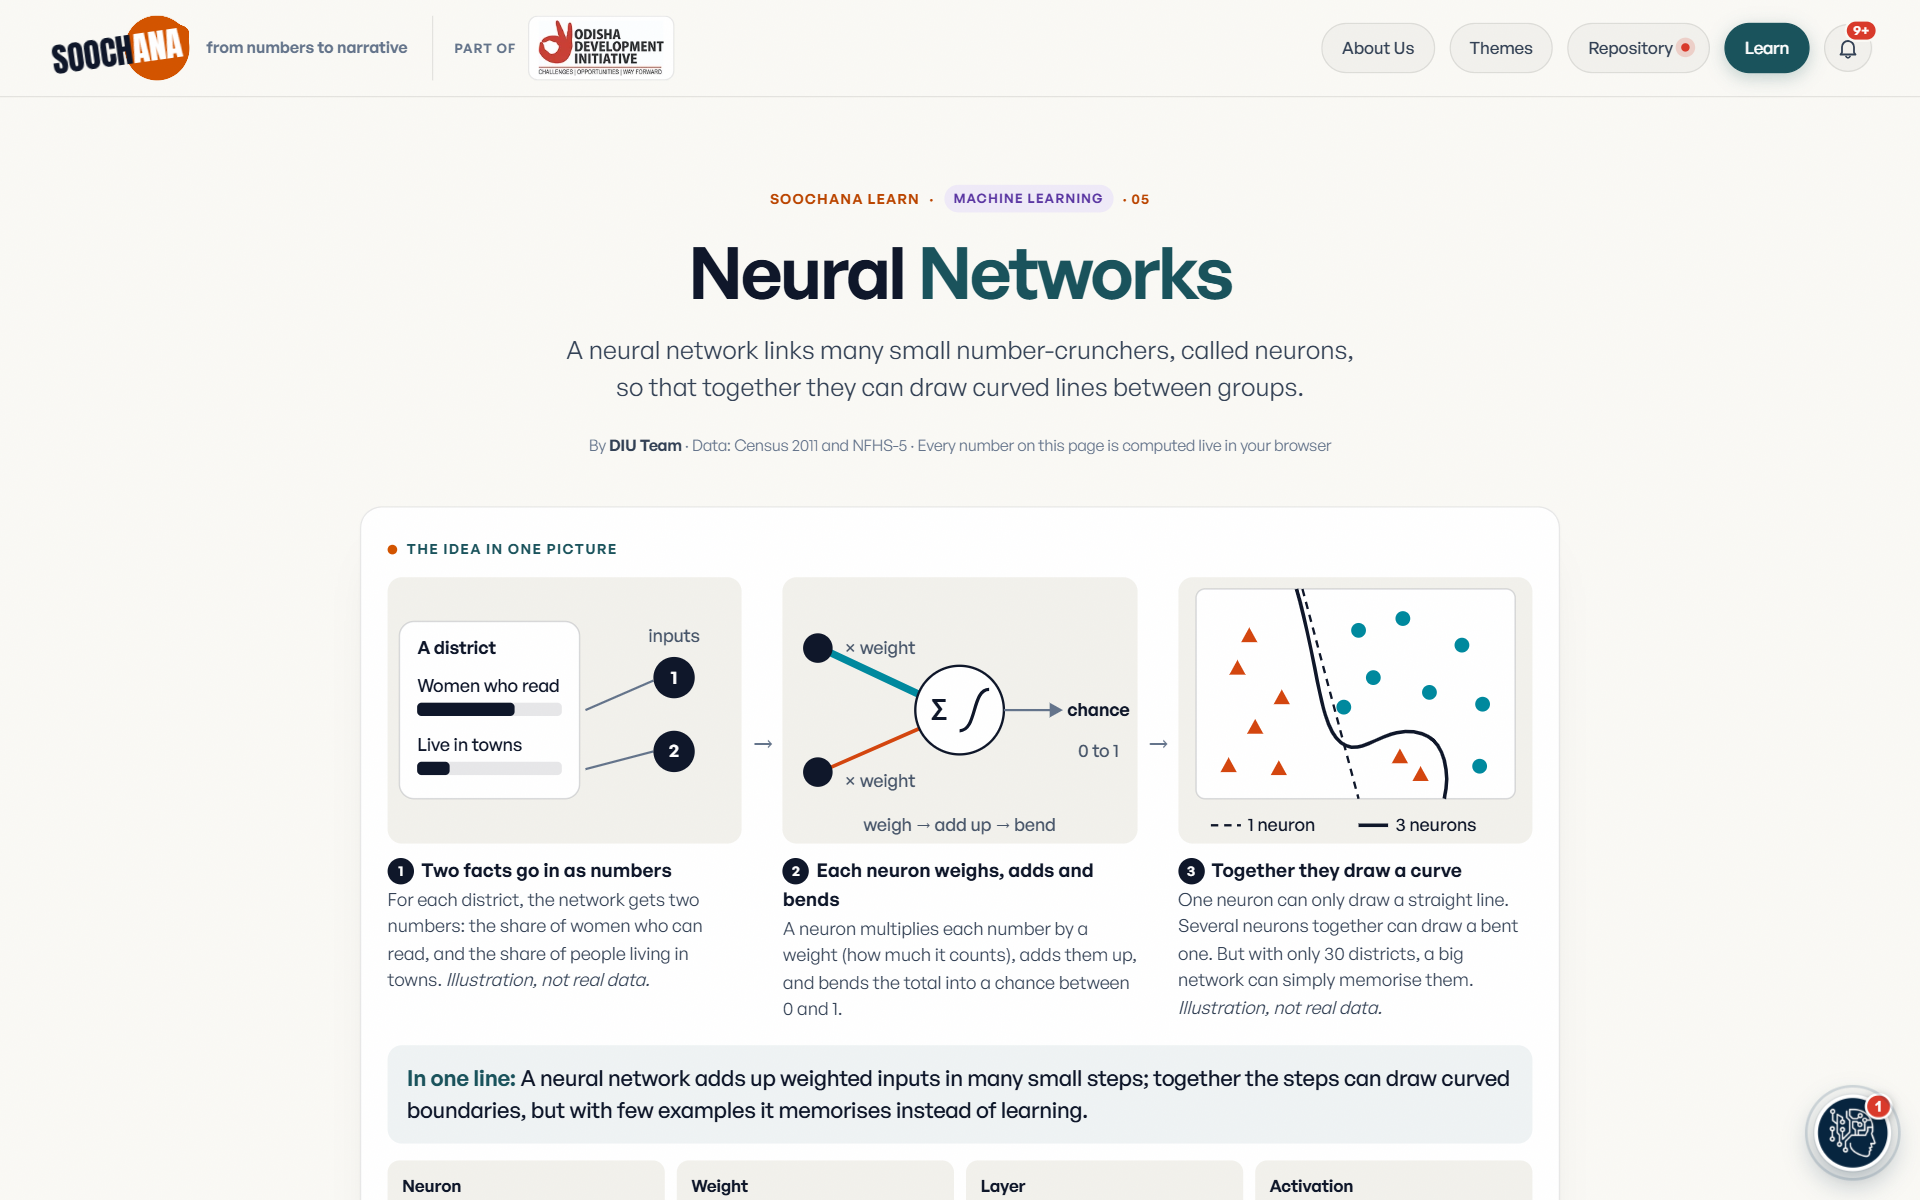 SOOCHANA
from numbers to narrative
PART OF
ODISHA
DEVELOPMENT
INITIATIVE
CHALLENGES | OPPORTUNITIES | WAY FORWARD
About Us
Themes
Repository
Learn
9+
SOOCHANA LEARN · MACHINE LEARNING · 05
Neural Networks
A neural network links many small number-crunchers, called neurons,
so that together they can draw curved lines between groups.
By DIU Team · Data: Census 2011 and NFHS-5 · Every number on this page is computed live in your browser
THE IDEA IN ONE PICTURE
A district
Women who read
Live in towns
inputs
1
2
→
× weight
× weight
Σ
chance
0 to 1
weigh → add up → bend
→
1 neuron
3 neurons
1 Two facts go in as numbers
For each district, the network gets two
numbers: the share of women who can
read, and the share of people living in
towns. Illustration, not real data.
2 Each neuron weighs, adds and
bends
A neuron multiplies each number by a
weight (how much it counts), adds them up,
and bends the total into a chance between
0 and 1.
3 Together they draw a curve
One neuron can only draw a straight line.
Several neurons together can draw a bent
one. But with only 30 districts, a big
network can simply memorise them.
Illustration, not real data.
In one line: A neural network adds up weighted inputs in many small steps; together the steps can draw curved
boundaries, but with few examples it memorises instead of learning.
Neuron
Weight
Layer
Activation
1